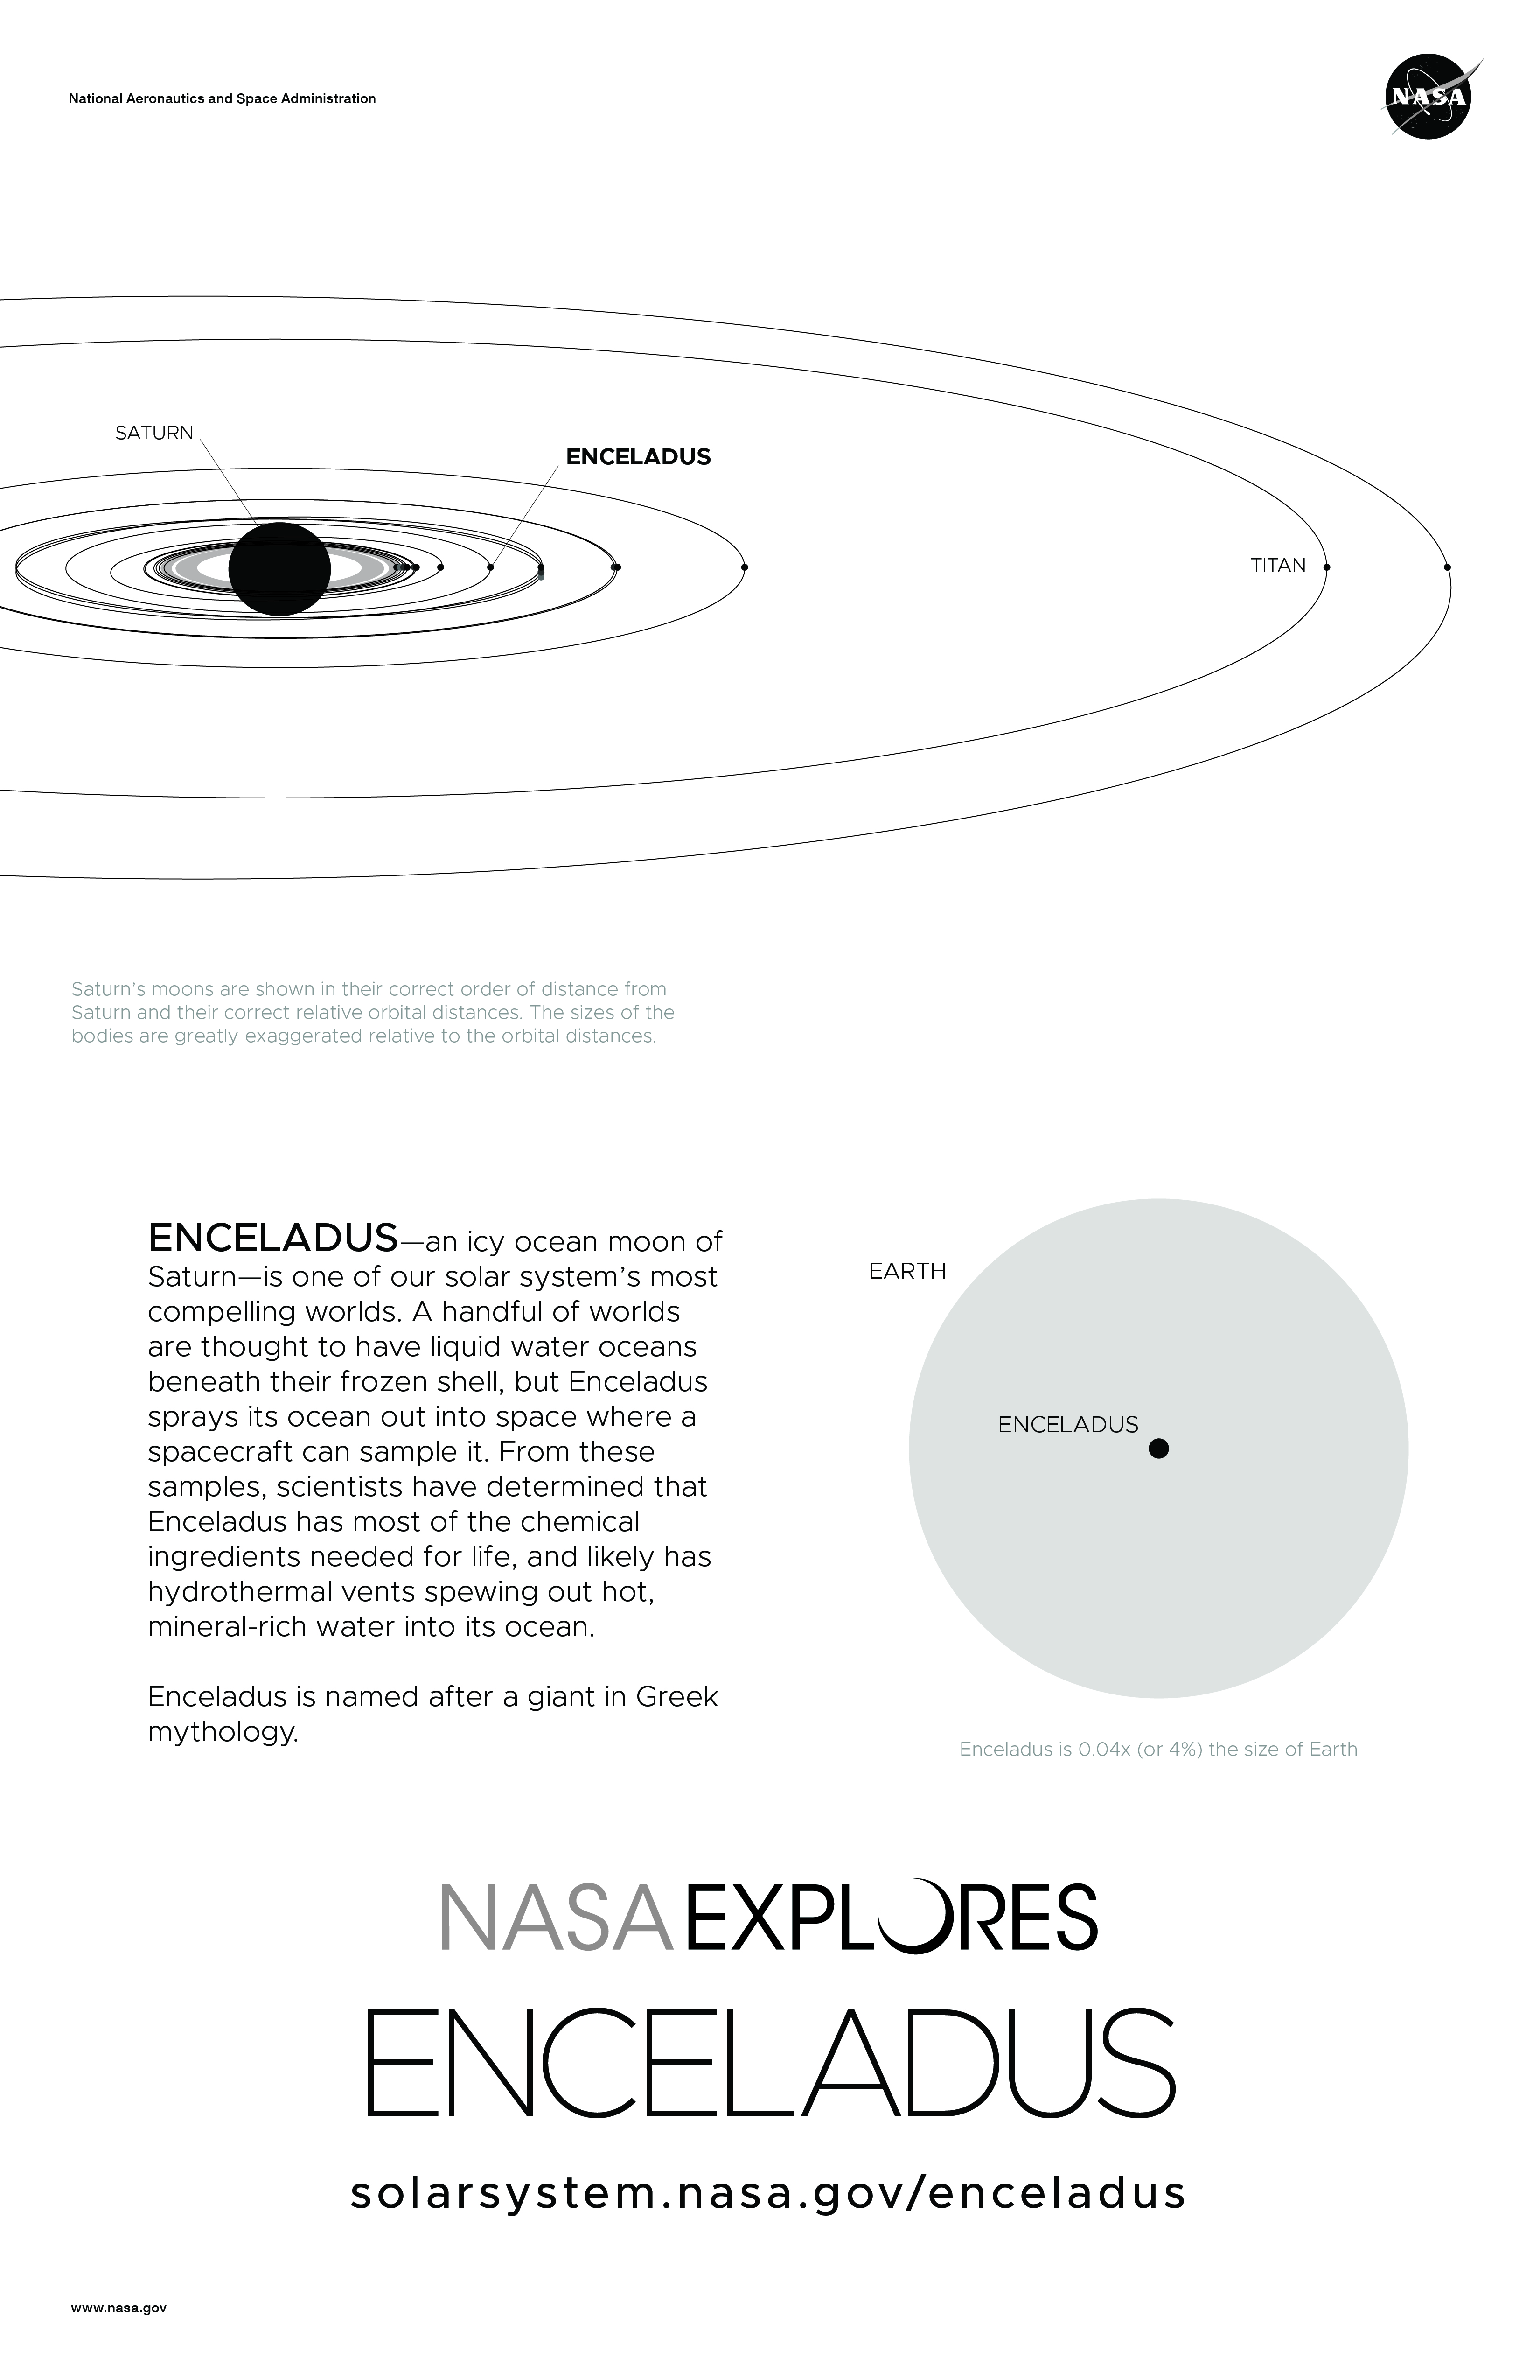 National Aeronautics and Space Administration
NASA
SATURN
ENCELADUS
TITAN
Saturn’s moons are shown in their correct order of distance from
Saturn and their correct relative orbital distances. The sizes of the
bodies are greatly exaggerated relative to the orbital distances.
ENCELADUS—an icy ocean moon of
Saturn—is one of our solar system’s most
compelling worlds. A handful of worlds
are thought to have liquid water oceans
beneath their frozen shell, but Enceladus
sprays its ocean out into space where a
spacecraft can sample it. From these
samples, scientists have determined that
Enceladus has most of the chemical
ingredients needed for life, and likely has
hydrothermal vents spewing out hot,
mineral-rich water into its ocean.
Enceladus is named after a giant in Greek
mythology.
EARTH
ENCELADUS
Enceladus is 0.04x (or 4%) the size of Earth
NASA EXPLORES
ENCELADUS
solarsystem.nasa.gov/enceladus
www.nasa.gov